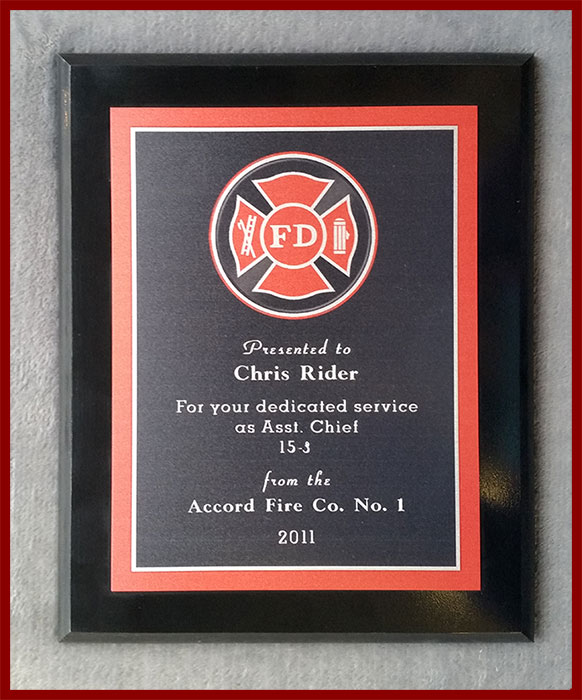 FD
Presented to
Chris Rider
For your dedicated service
as Asst. Chief
15-3
from the
Accord Fire Co. No. 1
2011